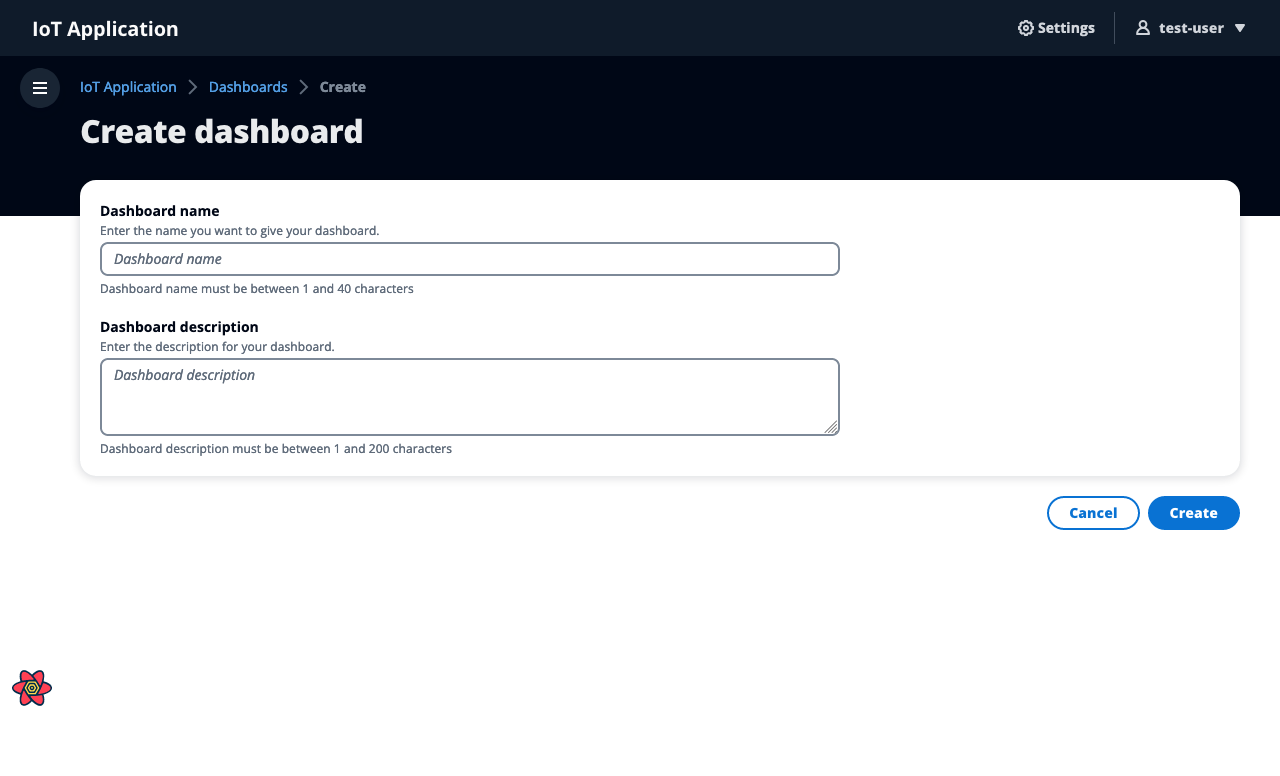 IoT Application
Settings
test-user
IoT Application
Dashboards
Create
Create dashboard
Dashboard name
Enter the name you want to give your dashboard.
Dashboard name
Dashboard name must be between 1 and 40 characters
Dashboard description
Enter the description for your dashboard.
Dashboard description
Dashboard description must be between 1 and 200 characters
Cancel
Create